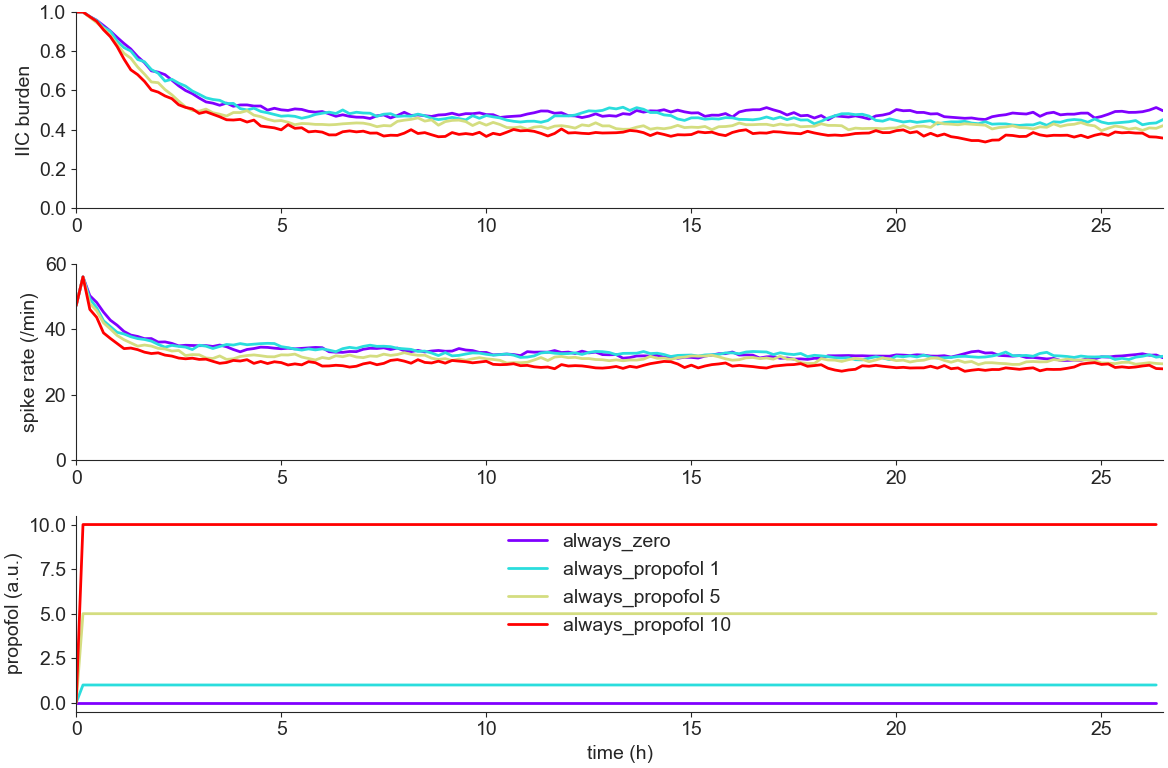 IIC burden
1.0
0.8
0.6
0.4
0.2
0.0
0 5 10 15 20 25
spike rate (/min)
60
40
20
0
0 5 10 15 20 25
propofol (a.u.)
10.0
7.5
5.0
2.5
0.0
always_zero
always_propofol 1
always_propofol 5
always_propofol 10
0 5 10 15 20 25
time (h)